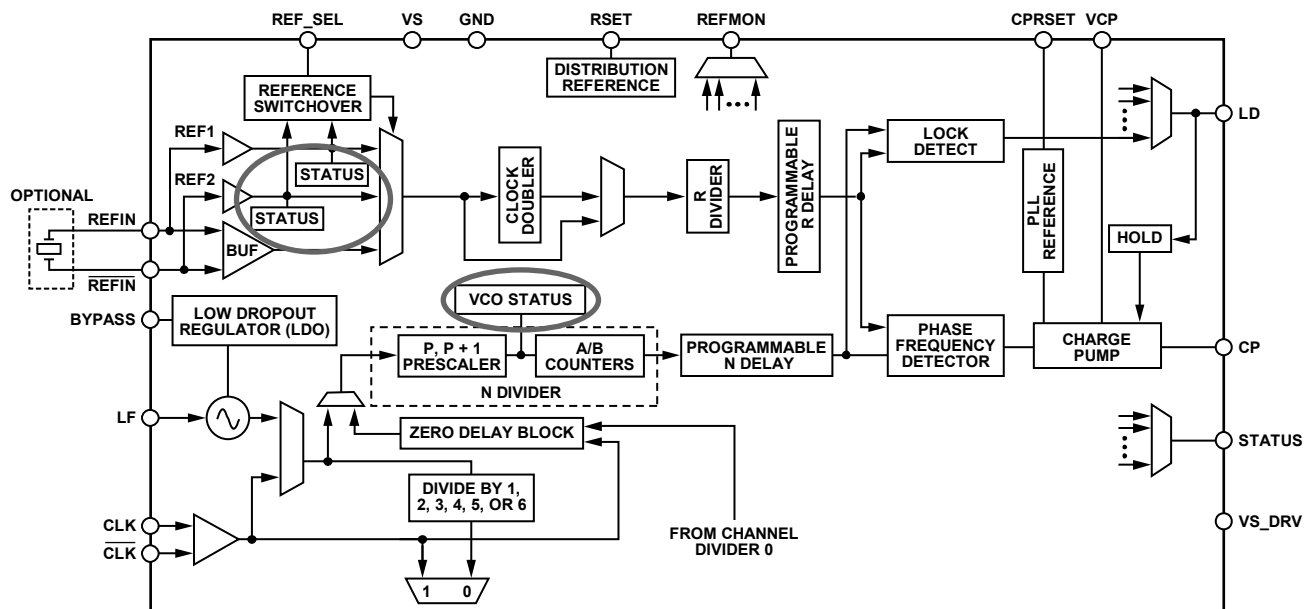 REF_SEL
VS
GND
RSET
REFMON
CPRSET
VCP
DISTRIBUTION
REFERENCE
REFERENCE
SWITCHOVER
REF1
STATUS
REF2
STATUS
OPTIONAL
REFIN
BUF
REFIN
CLOCK
DOUBLER
R
DIVIDER
PROGRAMMABLE
R DELAY
LOCK
DETECT
LD
PLL
REFERENCE
HOLD
VCO STATUS
BYPASS
LOW DROPOUT
REGULATOR (LDO)
P, P + 1
PRESCALER
A/B
COUNTERS
N DIVIDER
PROGRAMMABLE
N DELAY
PHASE
FREQUENCY
DETECTOR
CHARGE
PUMP
CP
LF
ZERO DELAY BLOCK
STATUS
DIVIDE BY 1,
2, 3, 4, 5, OR 6
CLK
CLK
FROM CHANNEL
DIVIDER 0
VS_DRV
1 0